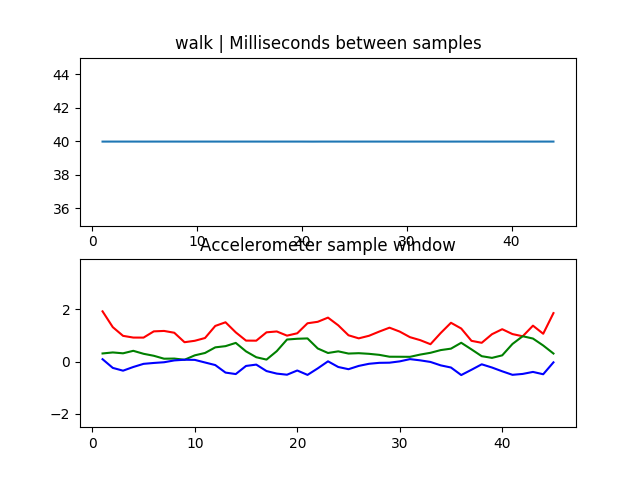 walk | Milliseconds between samples
44
42
40
38
36
0 10 20 30 40
Accelerometer sample window
2
0
−2
0 10 20 30 40